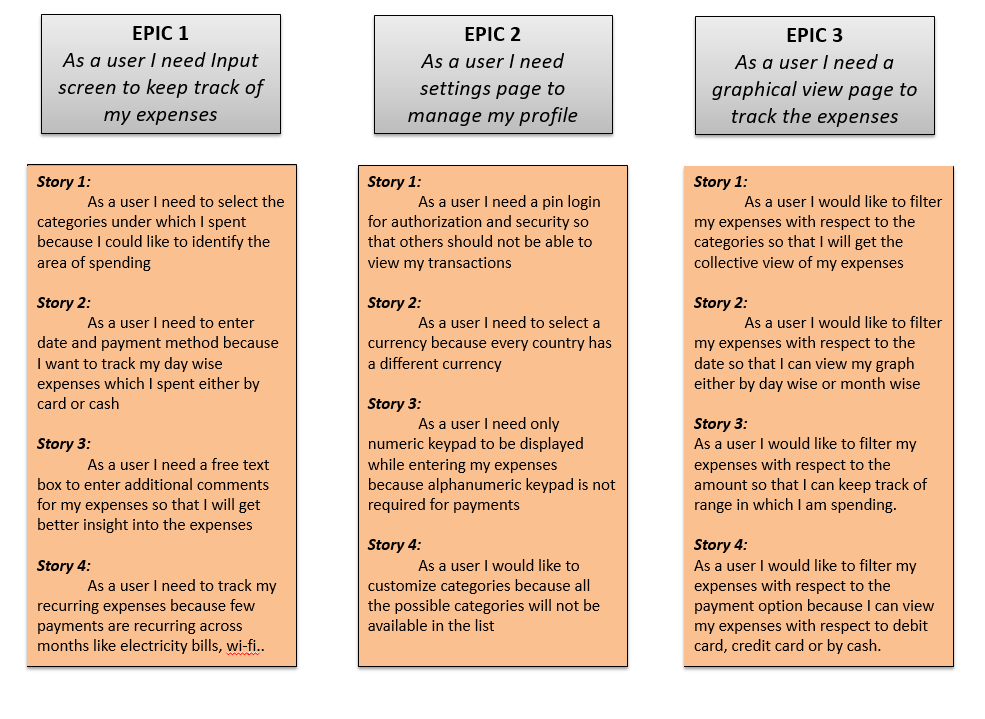 EPIC 1
As a user I need Input
screen to keep track of
my expenses
EPIC 2
As a user I need
settings page to
manage my profile
EPIC 3
As a user I need a
graphical view page to
track the expenses
Story 1:
As a user I need to select the
categories under which I spent
because I could like to identify the
area of spending
Story 2:
As a user I need to enter
date and payment method because
I want to track my day wise
expenses which I spent either by
card or cash
Story 3:
As a user I need a free text
box to enter additional comments
for my expenses so that I will get
better insight into the expenses
Story 4:
As a user I need to track my
recurring expenses because few
payments are recurring across
months like electricity bills, wi-fi..
Story 1:
As a user I need a pin login
for authorization and security so
that others should not be able to
view my transactions
Story 2:
As a user I need to select a
currency because every country has
a different currency
Story 3:
As a user I need only
numeric keypad to be displayed
while entering my expenses
because alphanumeric keypad is not
required for payments
Story 4:
As a user I would like to
customize categories because all
the possible categories will not be
available in the list
Story 1:
As a user I would like to filter
my expenses with respect to the
categories so that I will get the
collective view of my expenses
Story 2:
As a user I would like to filter
my expenses with respect to the
date so that I can view my graph
either by day wise or month wise
Story 3:
As a user I would like to filter my
expenses with respect to the
amount so that I can keep track of
range in which I am spending.
Story 4:
As a user I would like to filter my
expenses with respect to the
payment option because I can view
my expenses with respect to debit
card, credit card or by cash.